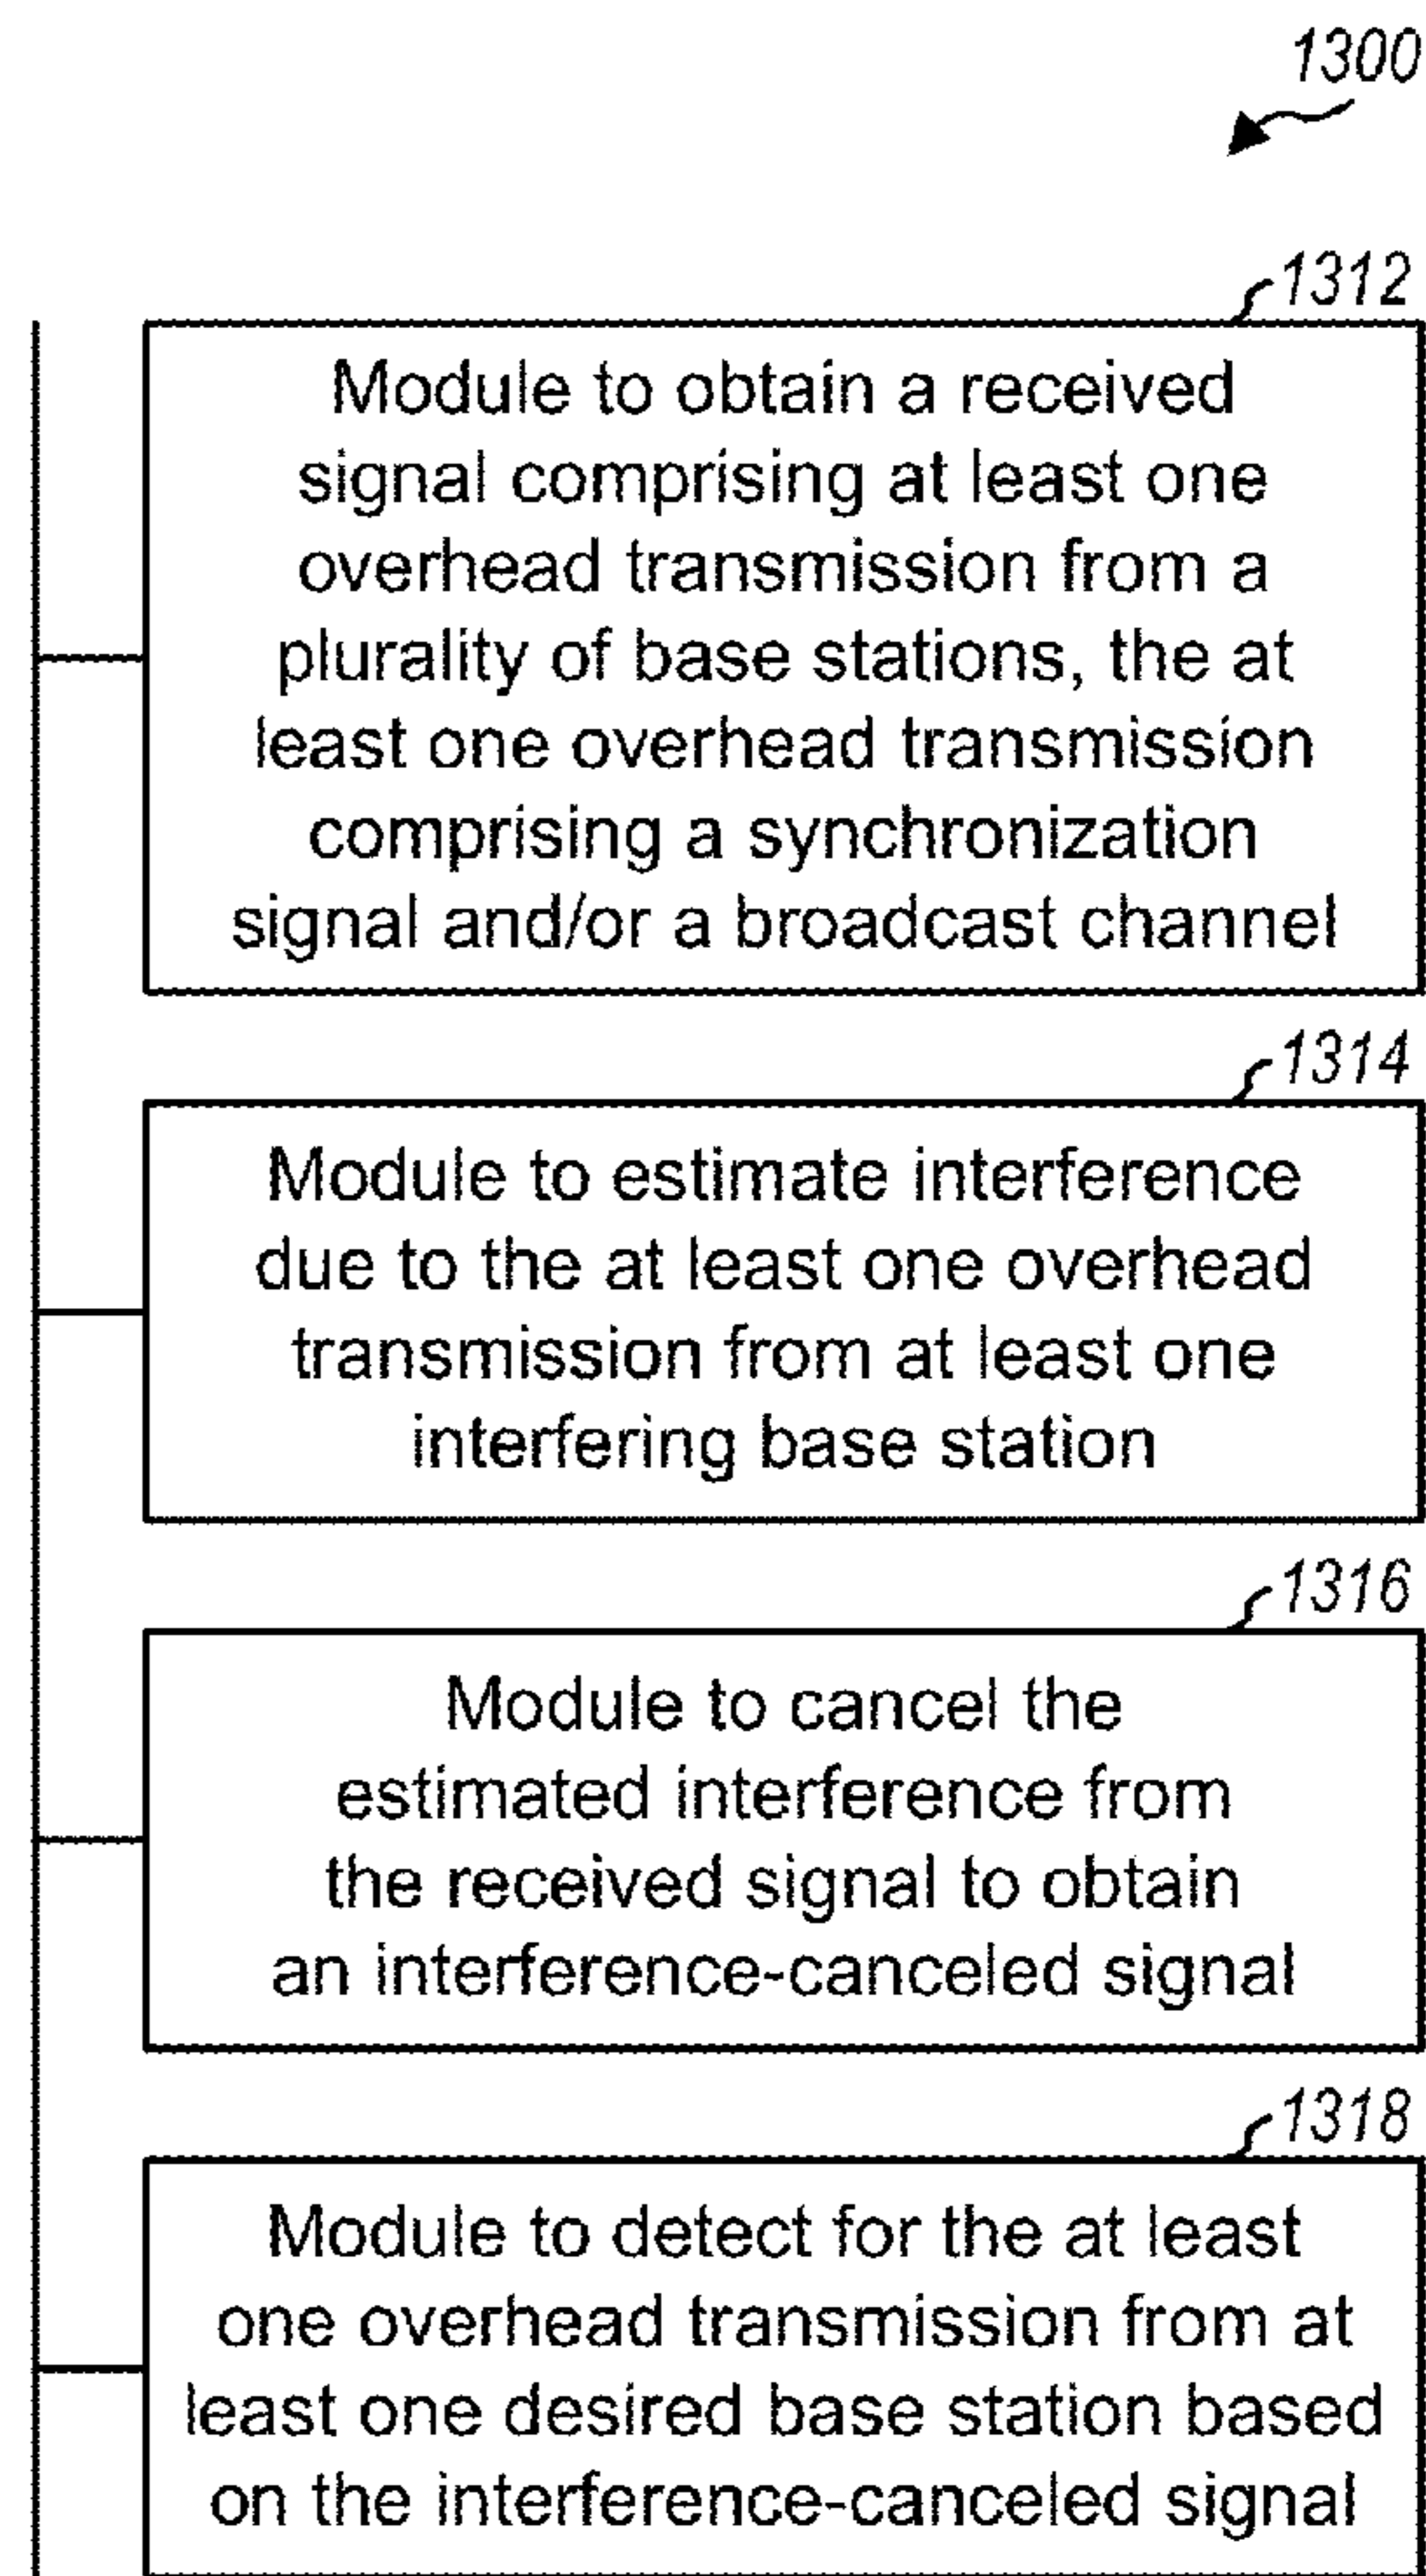 1300
1312
Module to obtain a received
signal comprising at least one
overhead transmission from a
plurality of base stations, the at
least one overhead transmission
comprising a synchronization
signal and/or a broadcast channel
1314
Module to estimate interference
due to the at least one overhead
transmission from at least one
interfering base station
1316
Module to cancel the
estimated interference from
the received signal to obtain
an interference-canceled signal
1318
Module to detect for the at least
one overhead transmission from at
least one desired base station based
on the interference-canceled signal